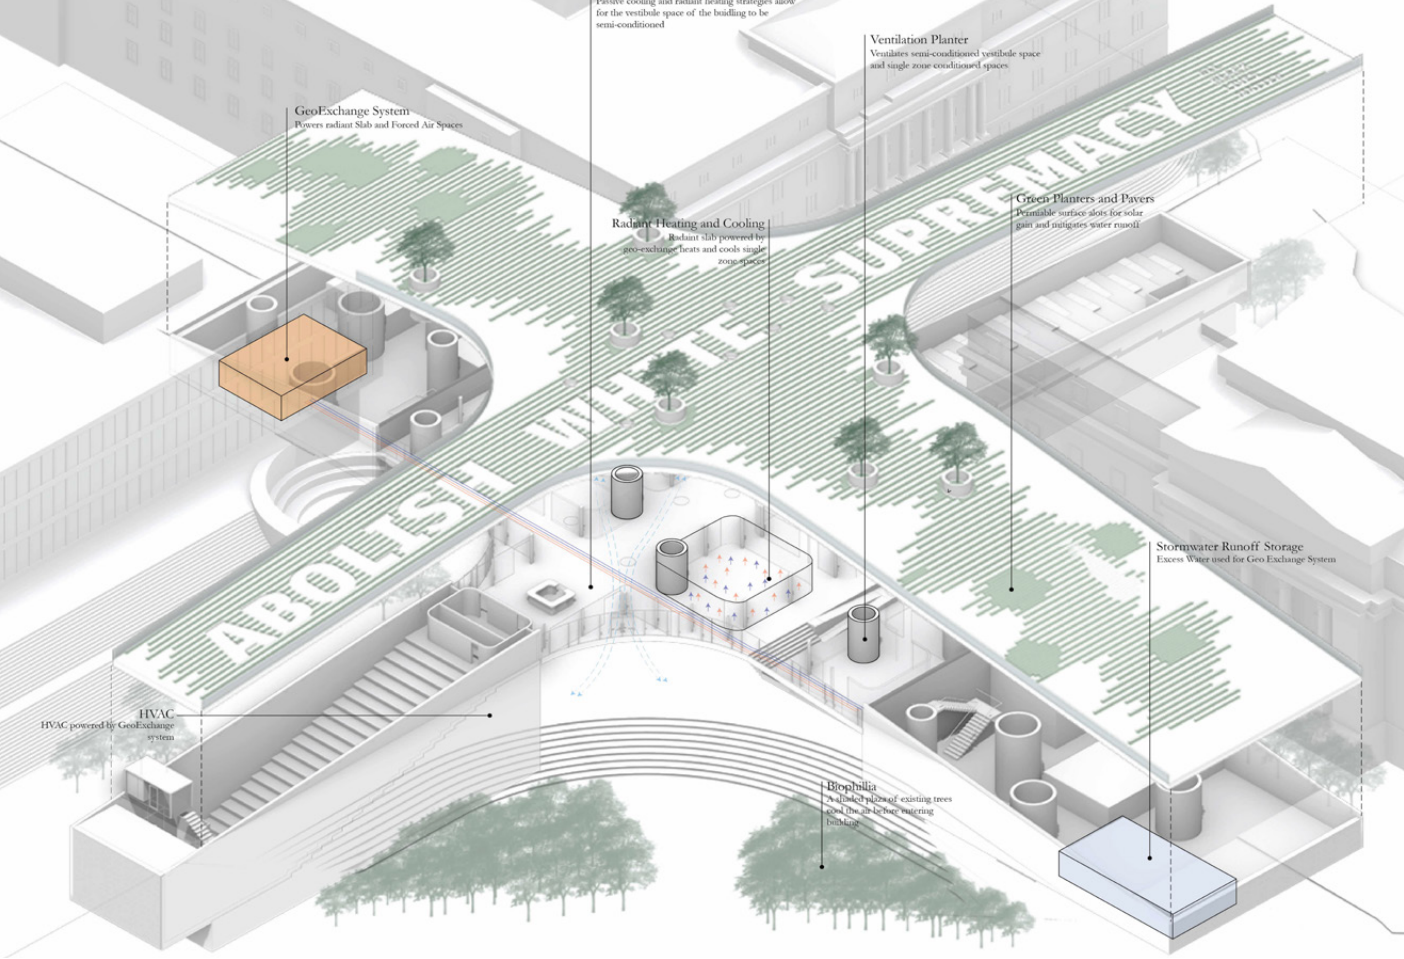 Passive cooling and radiant heating strategies allow
for the vestibule space of the buidling to be
semi-conditioned
Ventilation Planter
Ventilates semi-conditioned vestibule space
and single zone conditioned spaces
GeoExchange System
Powers radiant Slab and Forced Air Spaces
Green Planters and Pavers
Permiable surface alots for solar
gain and mitigates water runoff
Radiant Heating and Cooling
Radaint slab powered by
geo-exchange heats and cools single
zone spaces
ABOLISH WHITE SUPREMACY
Stormwater Runoff Storage
Excess Water used for Geo Exchange System
HVAC
HVAC powered by GeoExchange
system
Biophillia
A shaded plaza of existing trees
cool the air before entering
building